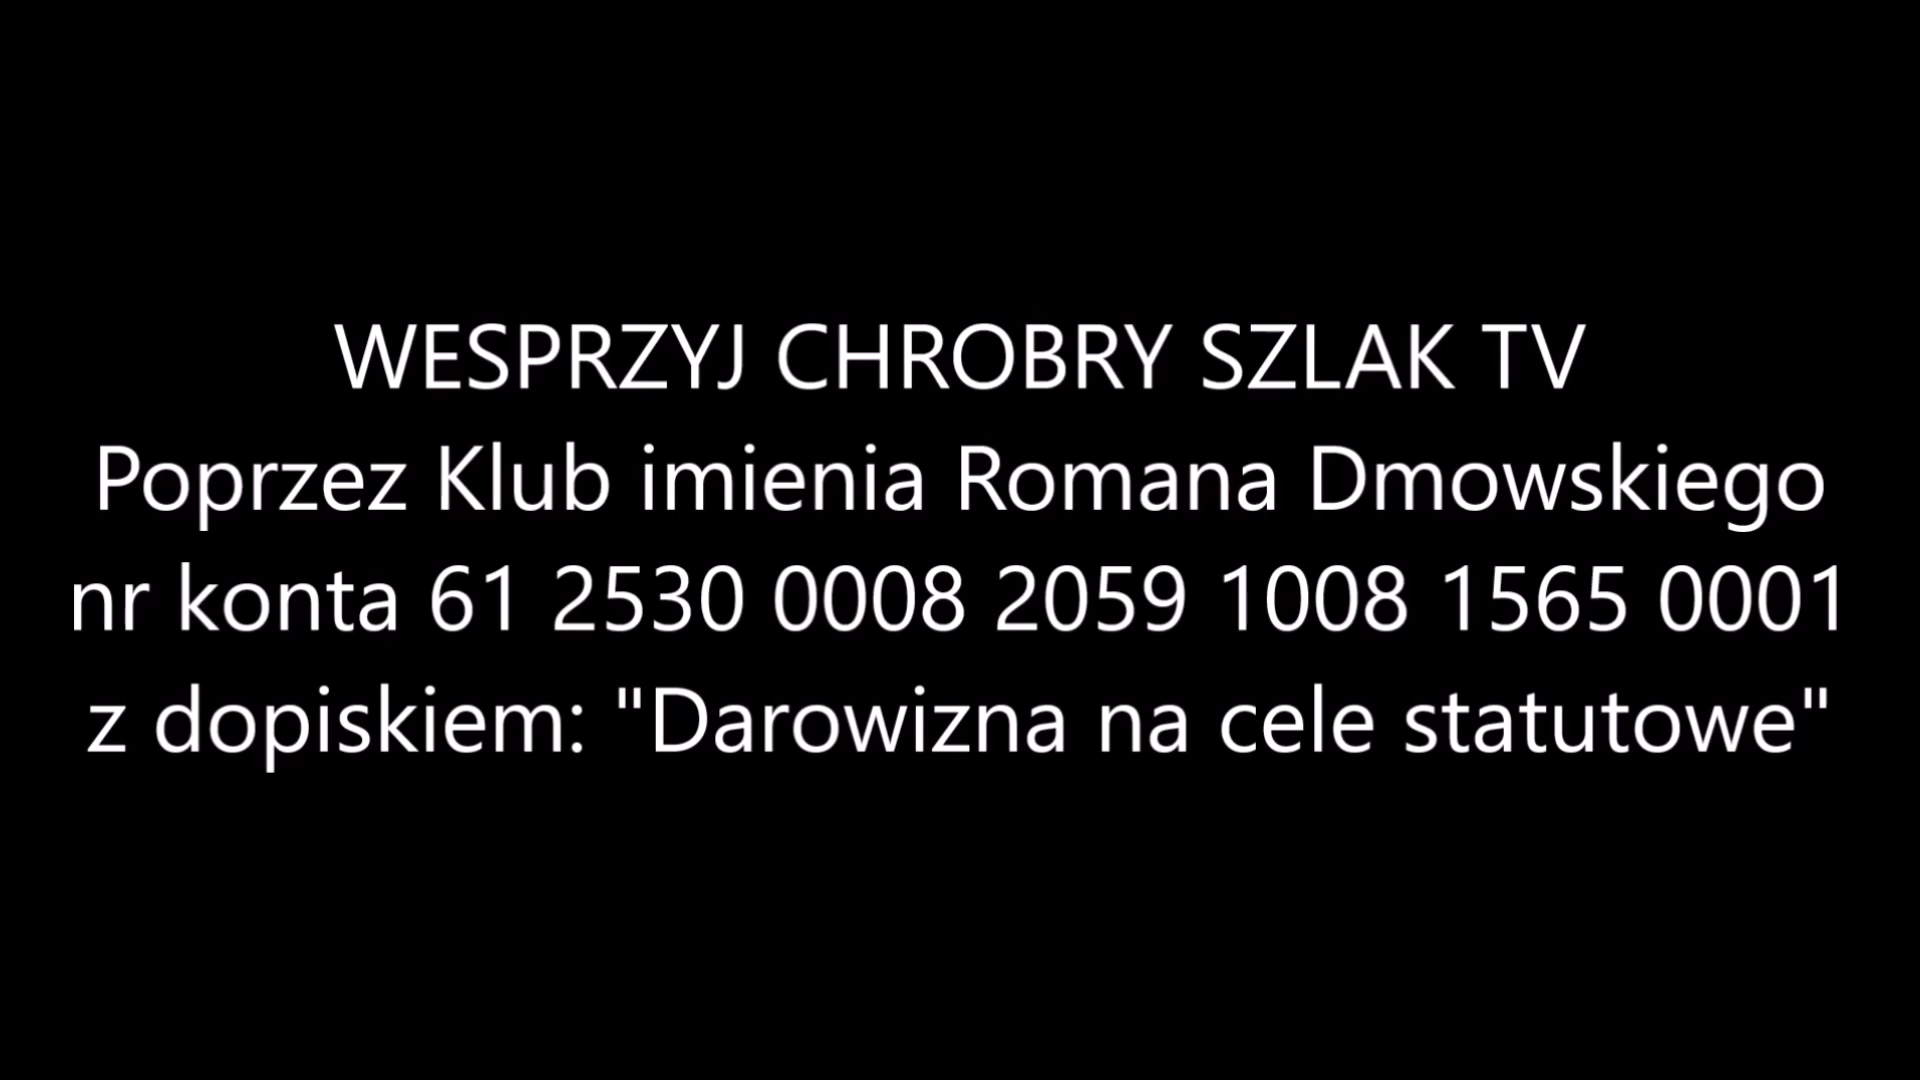 WESPRZYJ CHROBRY SZLAK TV
Poprzez Klub imienia Romana Dmowskiego
nr konta 61 2530 0008 2059 1008 1565 0001
z dopiskiem: "Darowizna na cele statutowe"